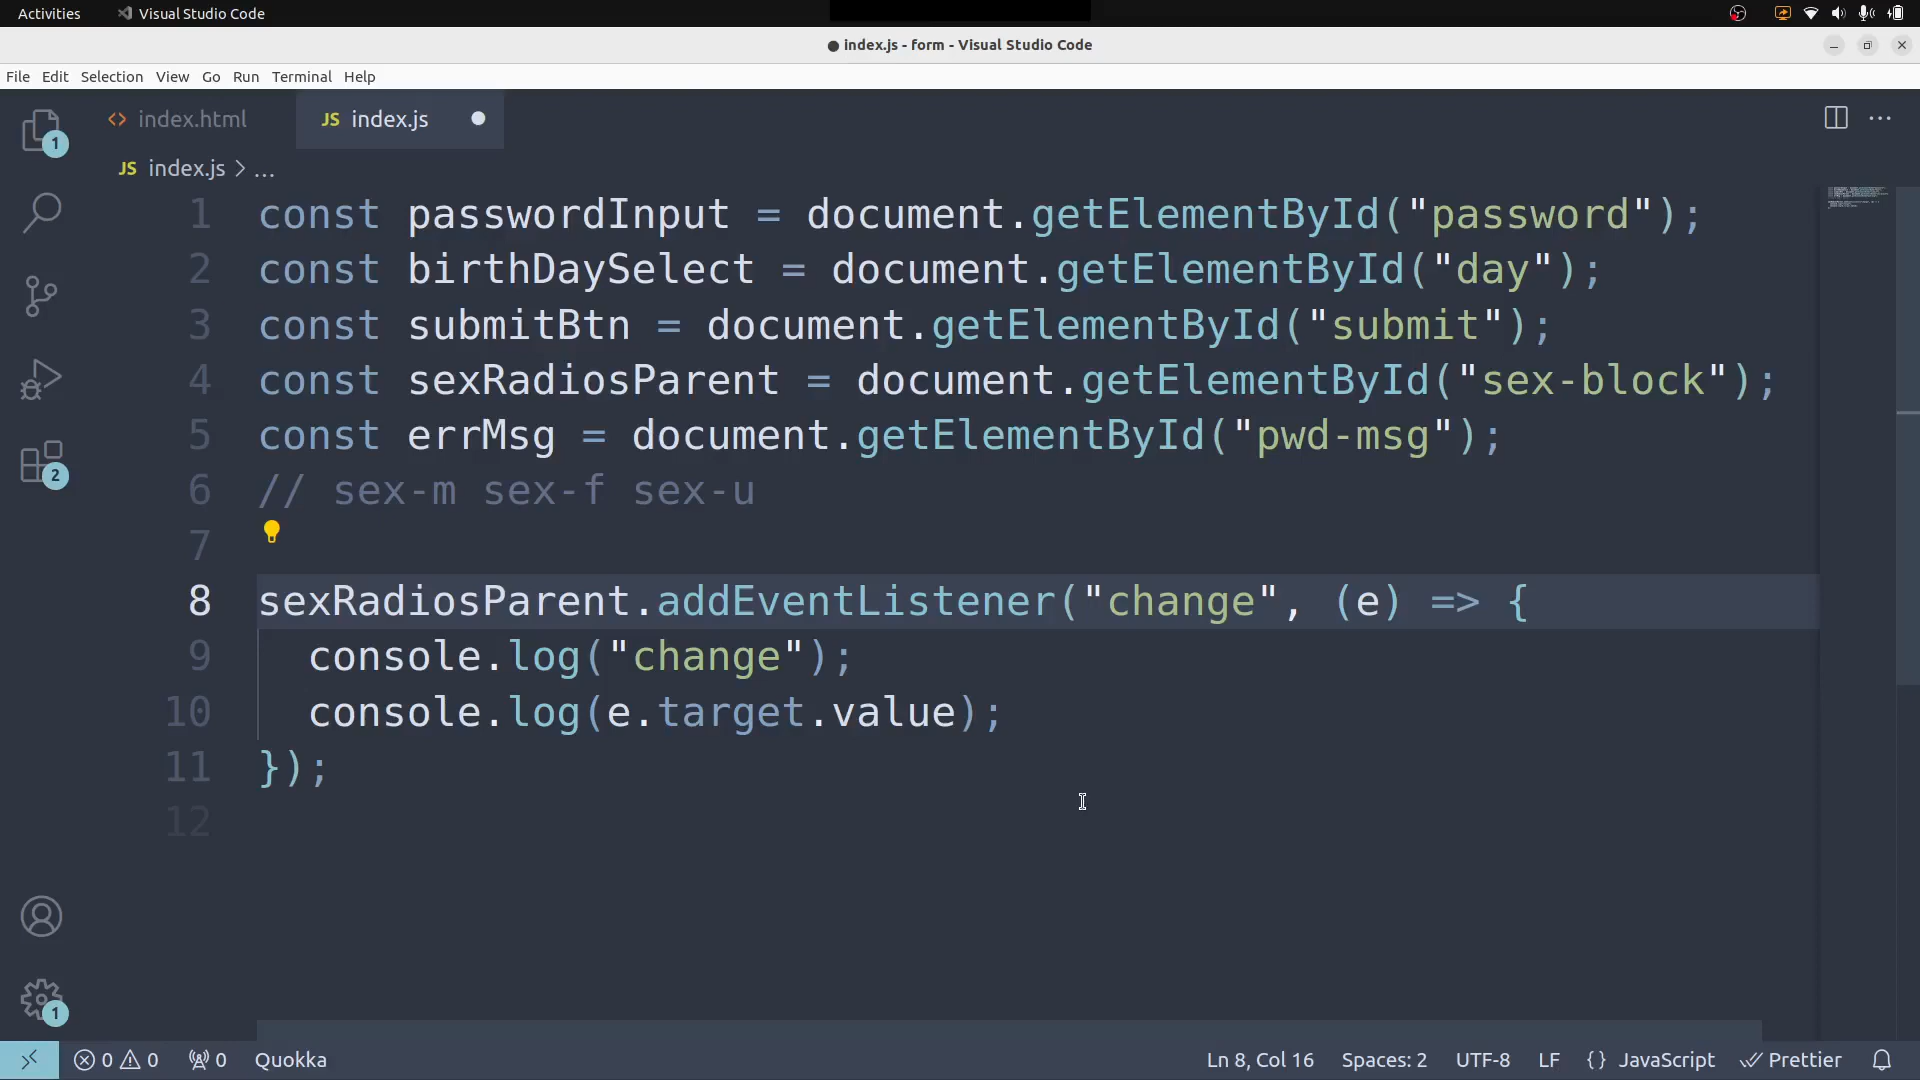 Activities
Visual Studio Code
● index.js - form - Visual Studio Code
File Edit Selection View Go Run Terminal Help
<> index.html
JS index.js
JS index.js > ...
1 const passwordInput = document.getElementById("password");
2 const birthDaySelect = document.getElementById("day");
3 const submitBtn = document.getElementById("submit");
4 const sexRadiosParent = document.getElementById("sex-block");
5 const errMsg = document.getElementById("pwd-msg");
6 // sex-m sex-f sex-u
7
8 sexRadiosParent.addEventListener("change", (e) => {
9 console.log("change");
10 console.log(e.target.value);
11 });
12
1
2
1
0 0 0 Quokka Ln 8, Col 16 Spaces: 2 UTF-8 LF {} JavaScript Prettier